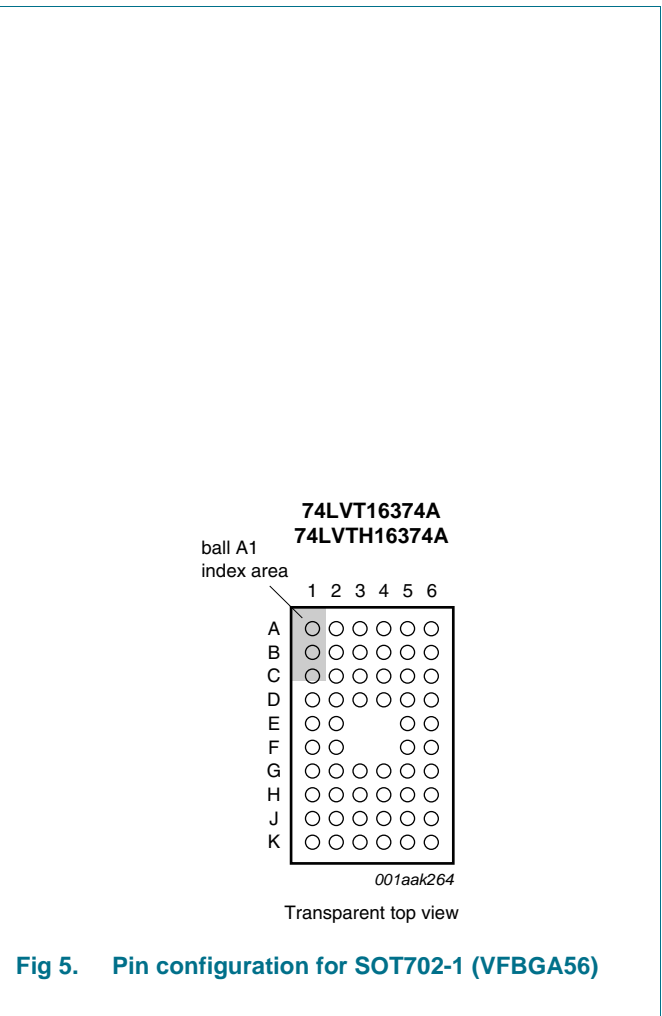 74LVT16374A
74LVTH16374A
ball A1
index area
1 2 3 4 5 6
A
B
C
D
E
F
G
H
J
K
001aak264
Transparent top view
Fig 5. Pin configuration for SOT702-1 (VFBGA56)